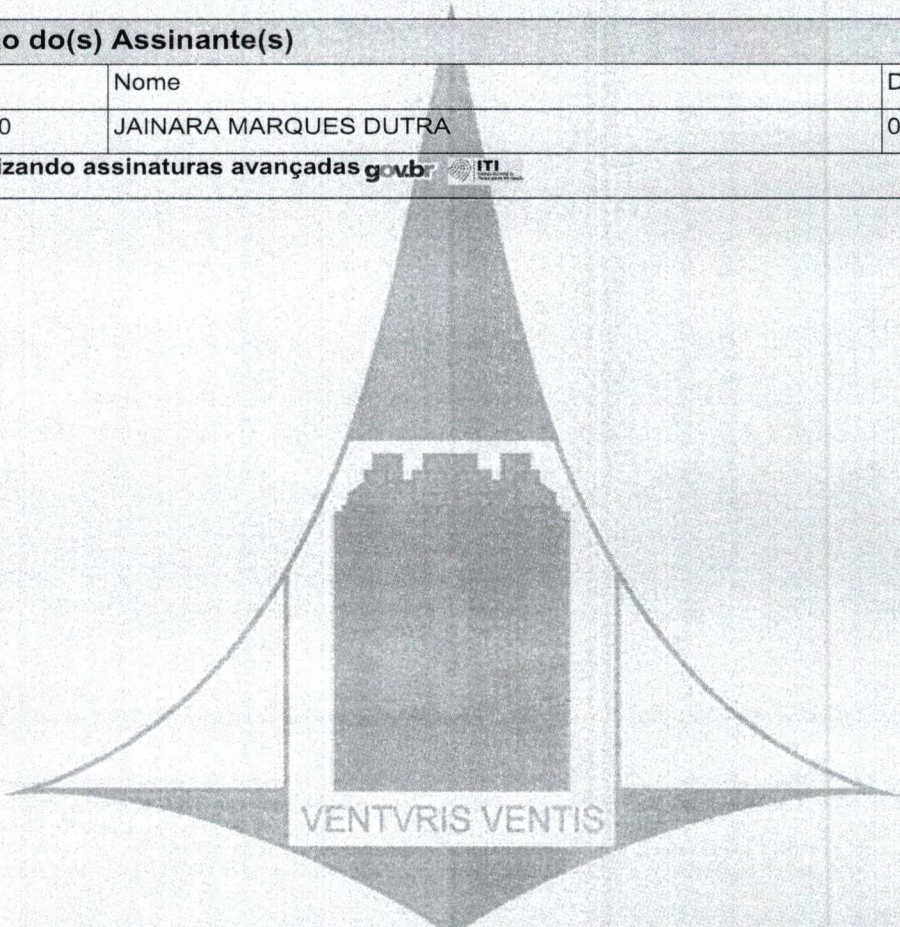 o do(s) Assinante(s)
Nome D
0 JAINARA MARQUES DUTRA 0
izando assinaturas avançadas gov.br ITI
VENTVRIS VENTIS